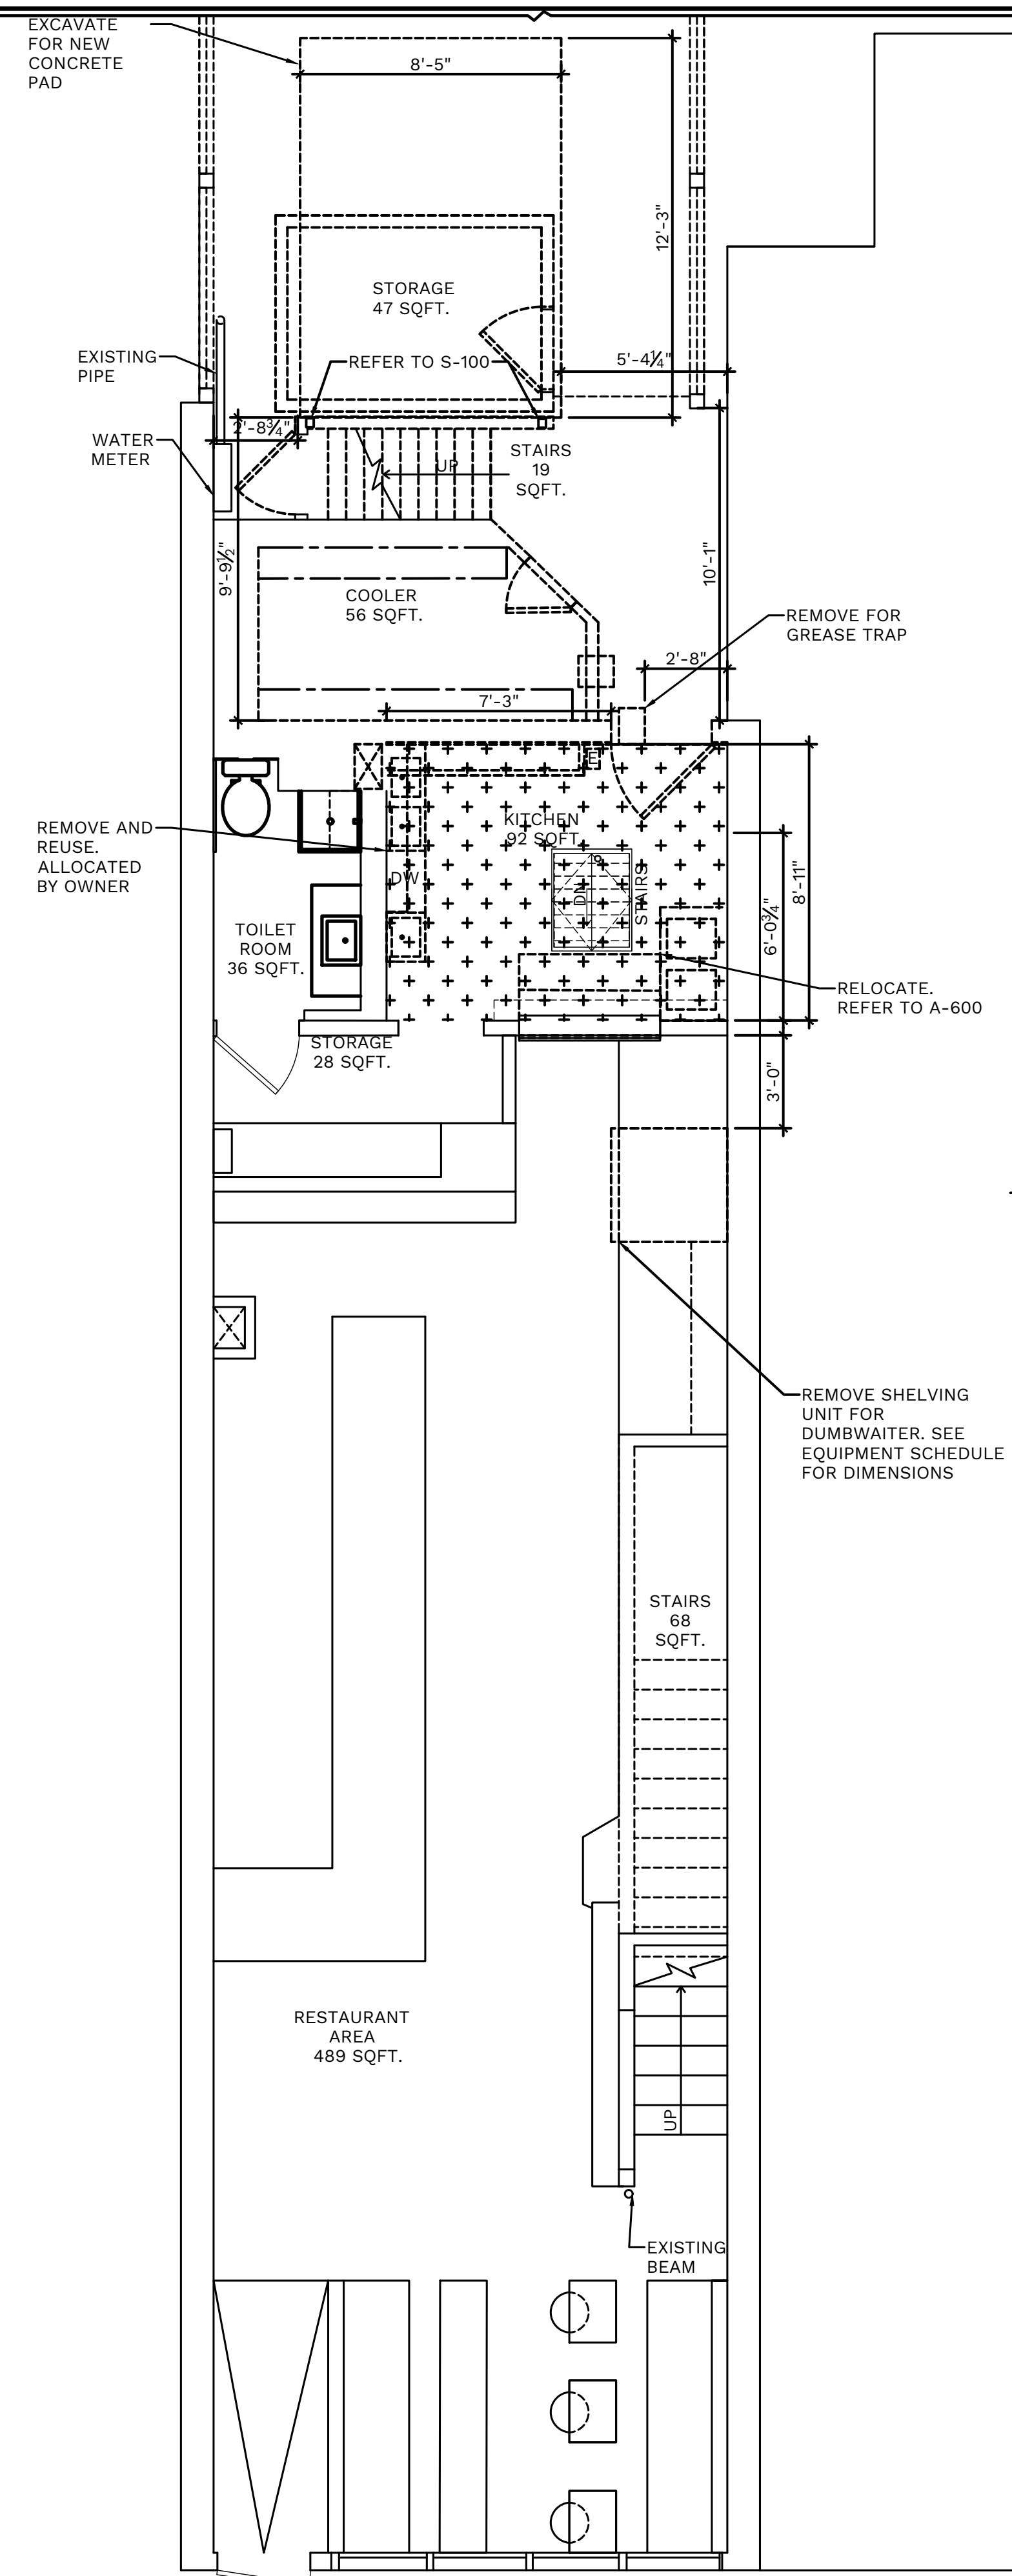 EXCAVATE
FOR NEW
CONCRETE
PAD
8'-5"
12'-3"
STORAGE
47 SQFT.
EXISTING
PIPE
REFER TO S-100
5'-4¼"
2'-8¾"
WATER
METER
UP
STAIRS
19
SQFT.
9'-9½"
10'-1"
COOLER
56 SQFT.
REMOVE FOR
GREASE TRAP
2'-8"
7'-3"
E
REMOVE AND
REUSE.
ALLOCATED
BY OWNER
KITCHEN
92 SQFT.
DW
DN
STAIRS
8'-11"
6'-0¾"
TOILET
ROOM
36 SQFT.
RELOCATE.
REFER TO A-600
STORAGE
28 SQFT.
3'-0"
REMOVE SHELVING
UNIT FOR
DUMBWAITER. SEE
EQUIPMENT SCHEDULE
FOR DIMENSIONS
STAIRS
68
SQFT.
RESTAURANT
AREA
489 SQFT.
UP
EXISTING
BEAM